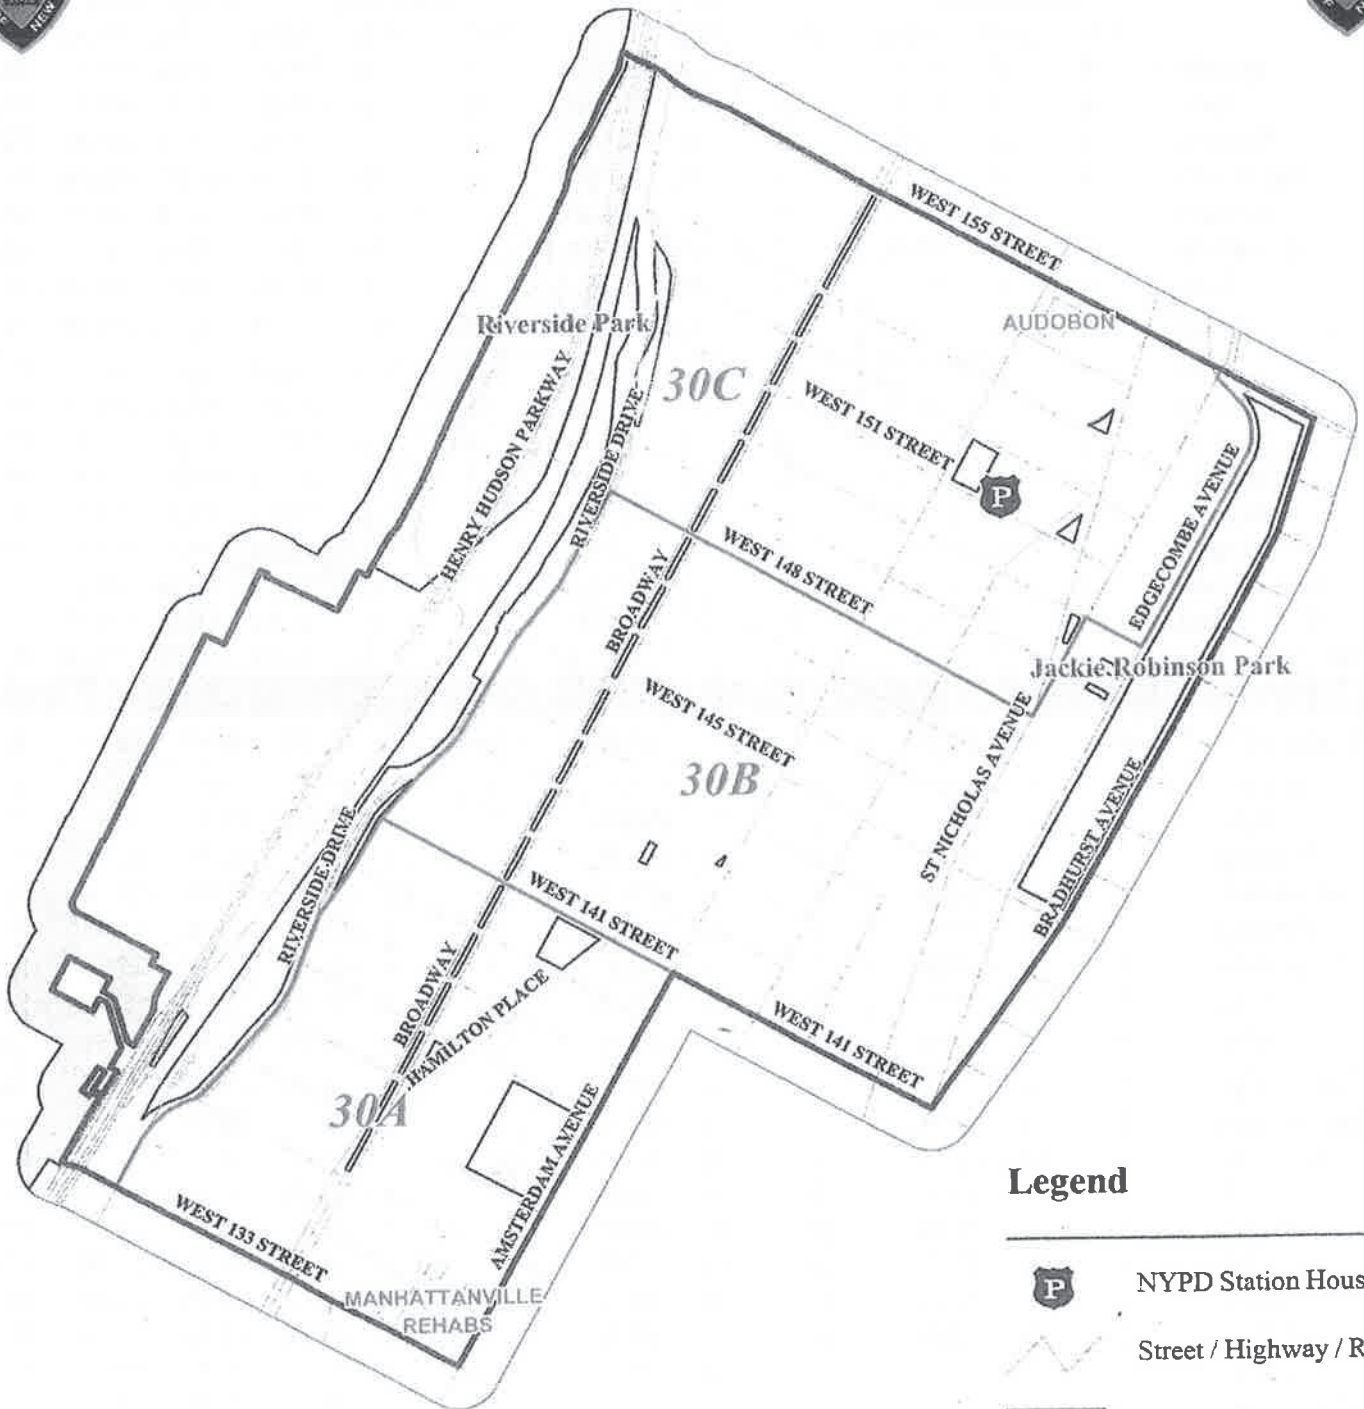 NEW
WEST 155 STREET
AUDOBON
Riverside Park
30C
HENRY HUDSON PARKWAY
RIVERSIDE DRIVE
WEST 151 STREET
P
EDGECOMBE AVENUE
WEST 148 STREET
BROADWAY
Jackie Robinson Park
WEST 145 STREET
30B
ST NICHOLAS AVENUE
BRADHURST AVENUE
RIVERSIDE DRIVE
WEST 141 STREET
BROADWAY
HAMILTON PLACE
WEST 141 STREET
30A
AMSTERDAM AVENUE
WEST 133 STREET
MANHATTANVILLE
REHABS
Legend
P
NYPD Station Hous
Street / Highway / R